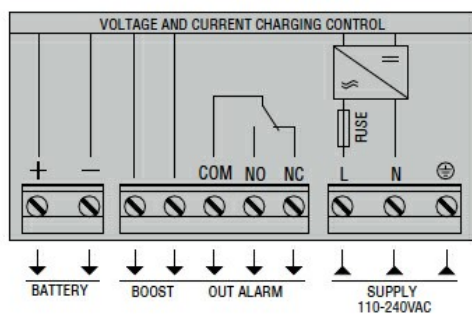 VOLTAGE AND CURRENT CHARGING CONTROL
FUSE
+ − COM NO NC L N
BATTERY BOOST OUT ALARM SUPPLY
110-240VAC